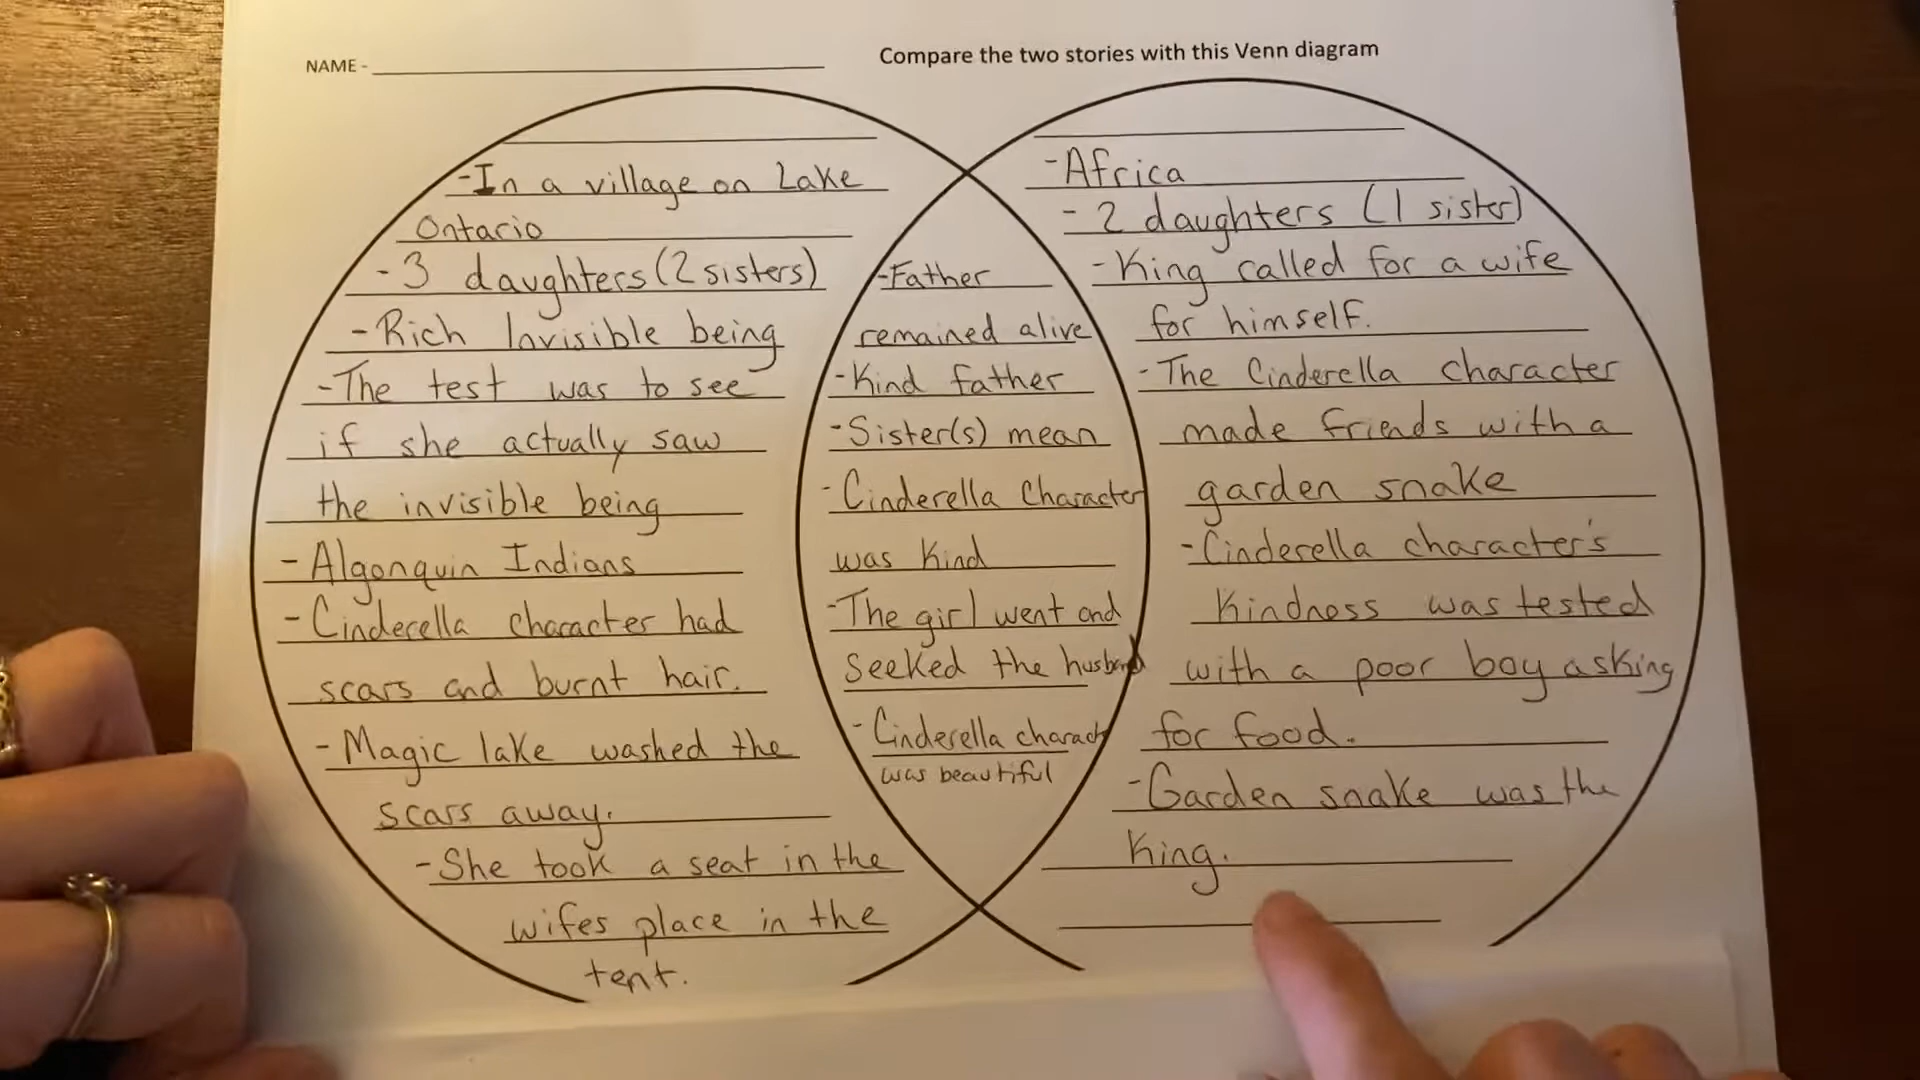 NAME -
Compare the two stories with this Venn diagram
-In a village on Lake
Ontario
-3 daughters (2 sisters)
-Rich Invisible being
-The test was to see
if she actually saw
the invisible being
-Algonquin Indians
-Cinderella character had
scars and burnt hair.
-Magic lake washed the
scars away.
-She took a seat in the
wifes place in the
tent.
-Father
remained alive
-Kind father
-Sister(s) mean
-Cinderella Character
was kind
-The girl went and
seeked the husband
-Cinderella charact
was beautiful
-Africa
-2 daughters (1 sister)
-King called for a wife
for himself.
-The Cinderella character
made friends with a
garden snake
-Cinderella character's
kindness was tested
with a poor boy asking
for food.
-Garden snake was the
king.